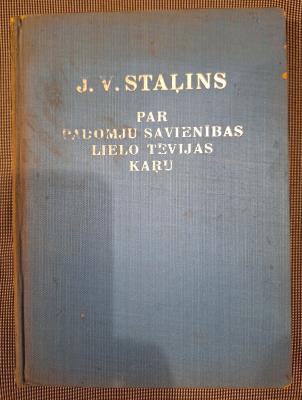 J. V. STAĻINS
PAR
PADOMJU SAVIENĪBAS
LIELO TĒVIJAS
KARU